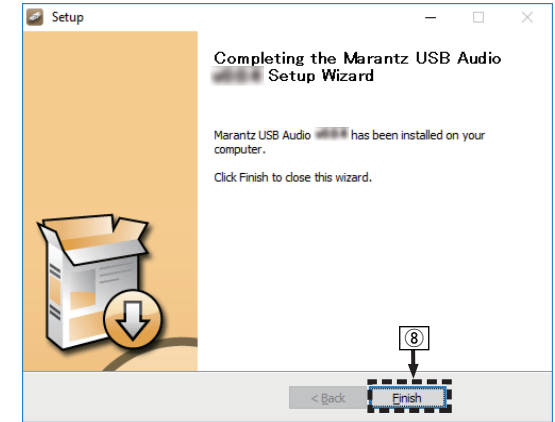 Setup
Completing the Marantz USB Audio
Setup Wizard
Marantz USB Audio has been installed on your
computer.
Click Finish to close this wizard.
⑧
< Back
Finish